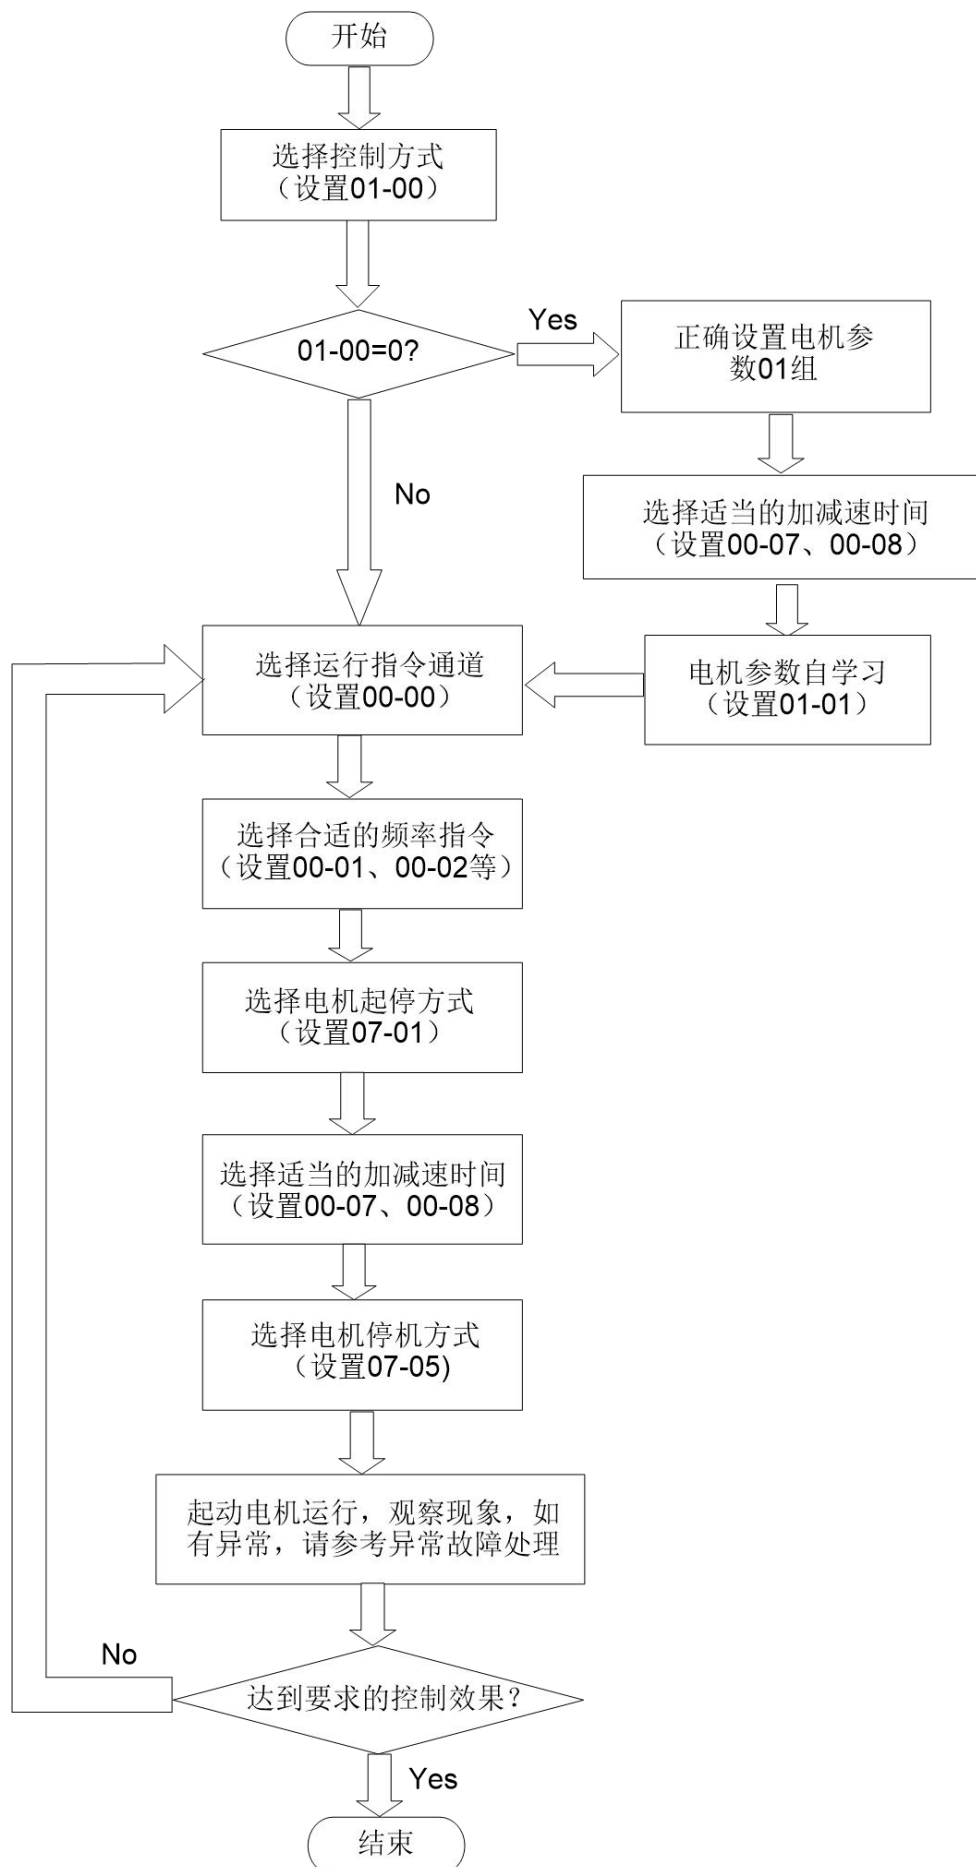 开始
选择控制方式
（设置01-00）
01-00=0?
Yes
正确设置电机参
数01组
No
选择适当的加减速时间
（设置00-07、00-08）
电机参数自学习
（设置01-01）
选择运行指令通道
（设置00-00）
选择合适的频率指令
（设置00-01、00-02等）
选择电机起停方式
（设置07-01）
选择适当的加减速时间
（设置00-07、00-08）
选择电机停机方式
（设置07-05)
起动电机运行，观察现象，如
有异常，请参考异常故障处理
No
达到要求的控制效果？
Yes
结束